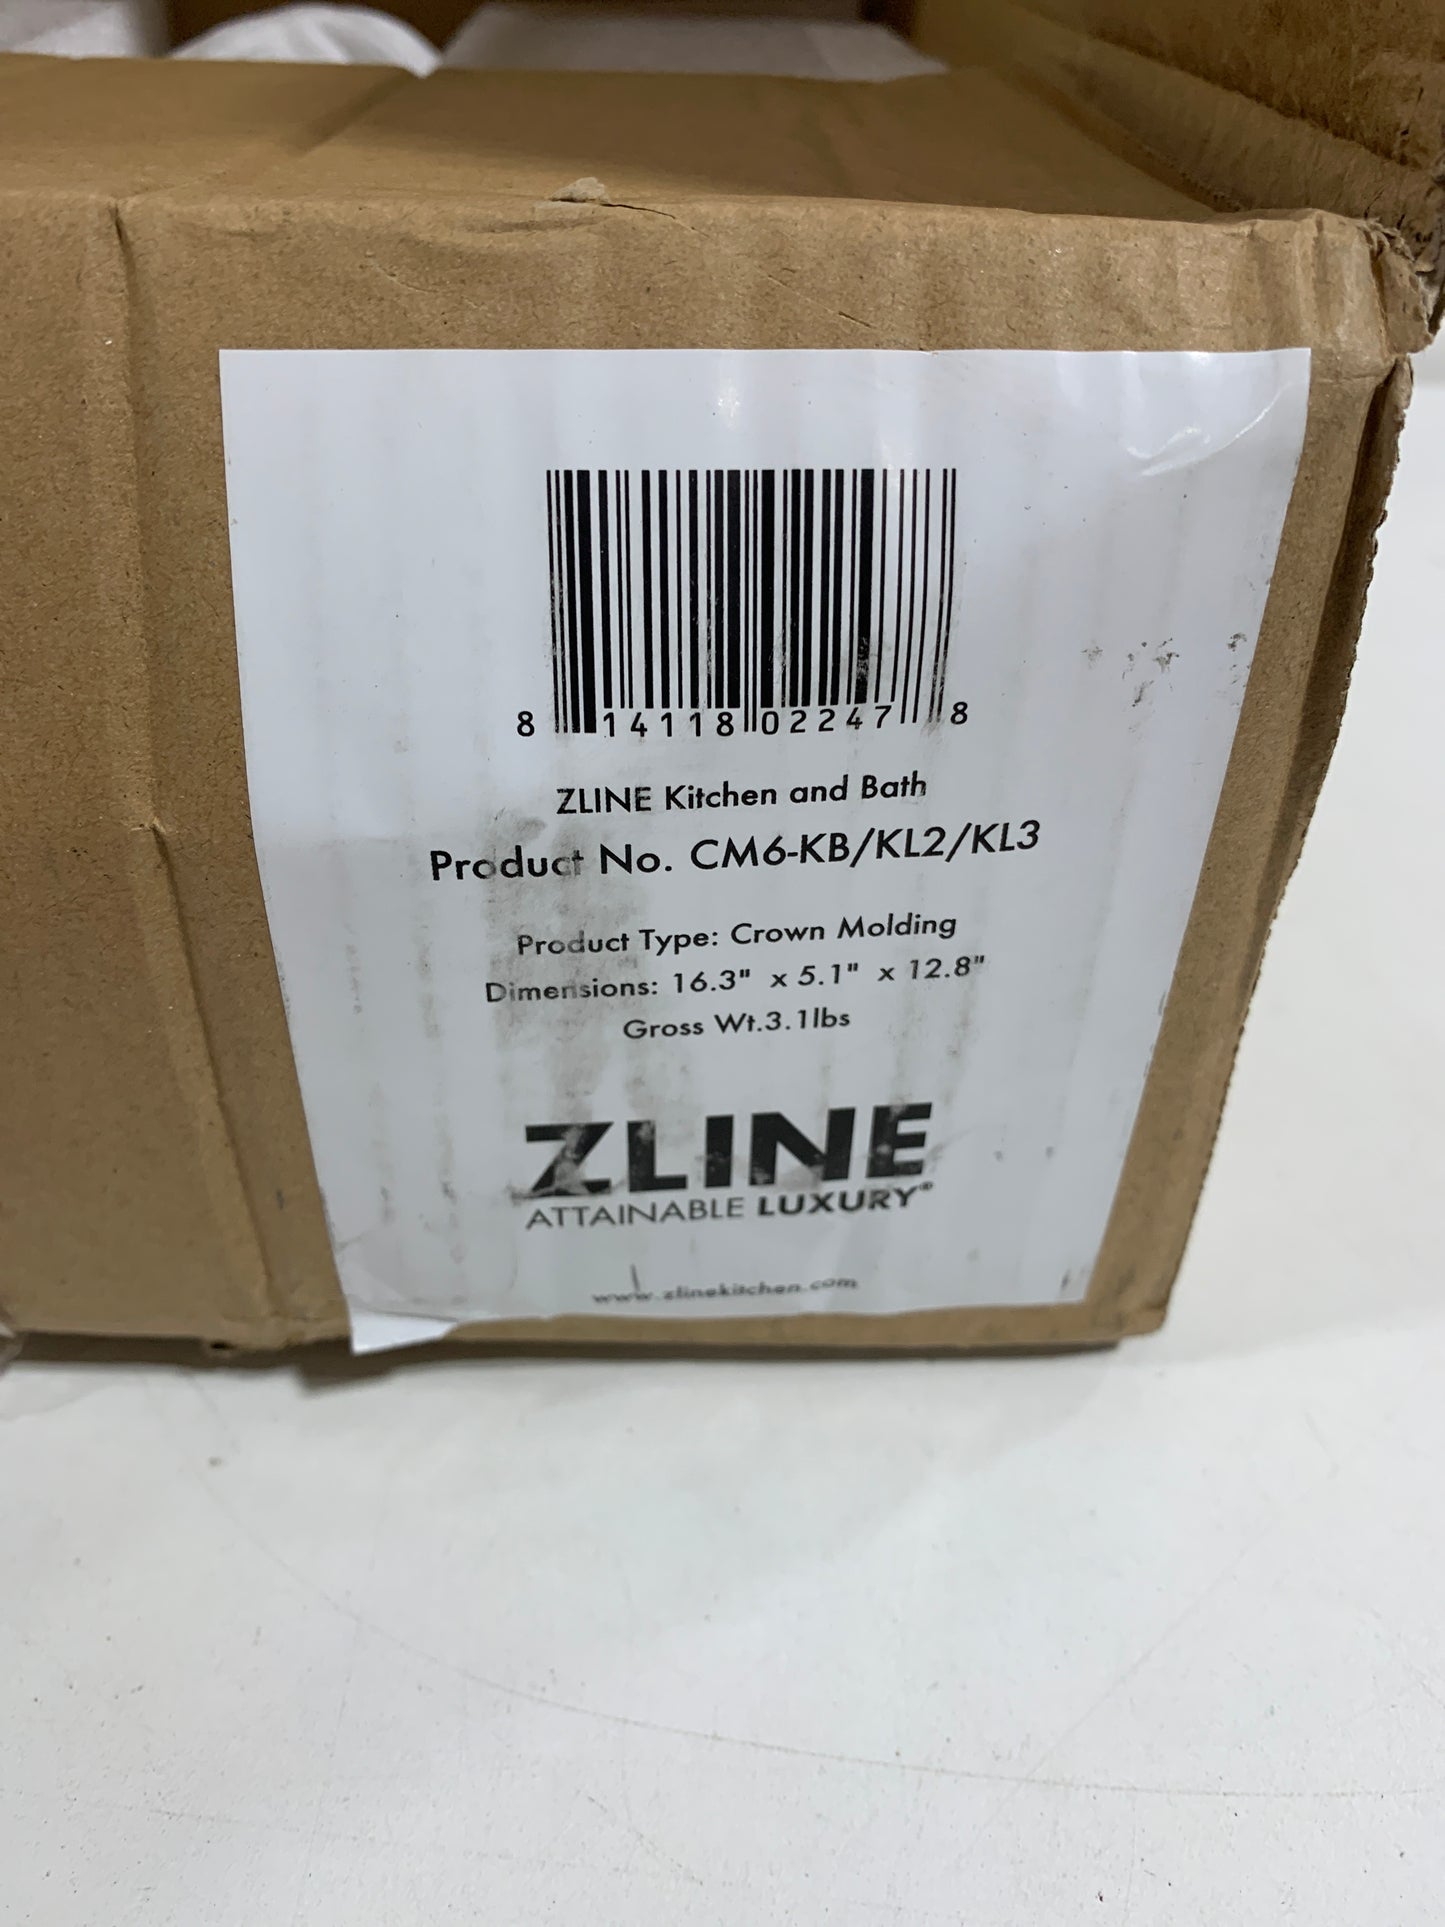 8 14118 02247 8
ZLINE Kitchen and Bath
Product No. CM6-KB/KL2/KL3
Product Type: Crown Molding
Dimensions: 16.3" x 5.1" x 12.8"
Gross Wt.3.1lbs
ZLINE
ATTAINABLE LUXURY®
www.zlinekitchen.com